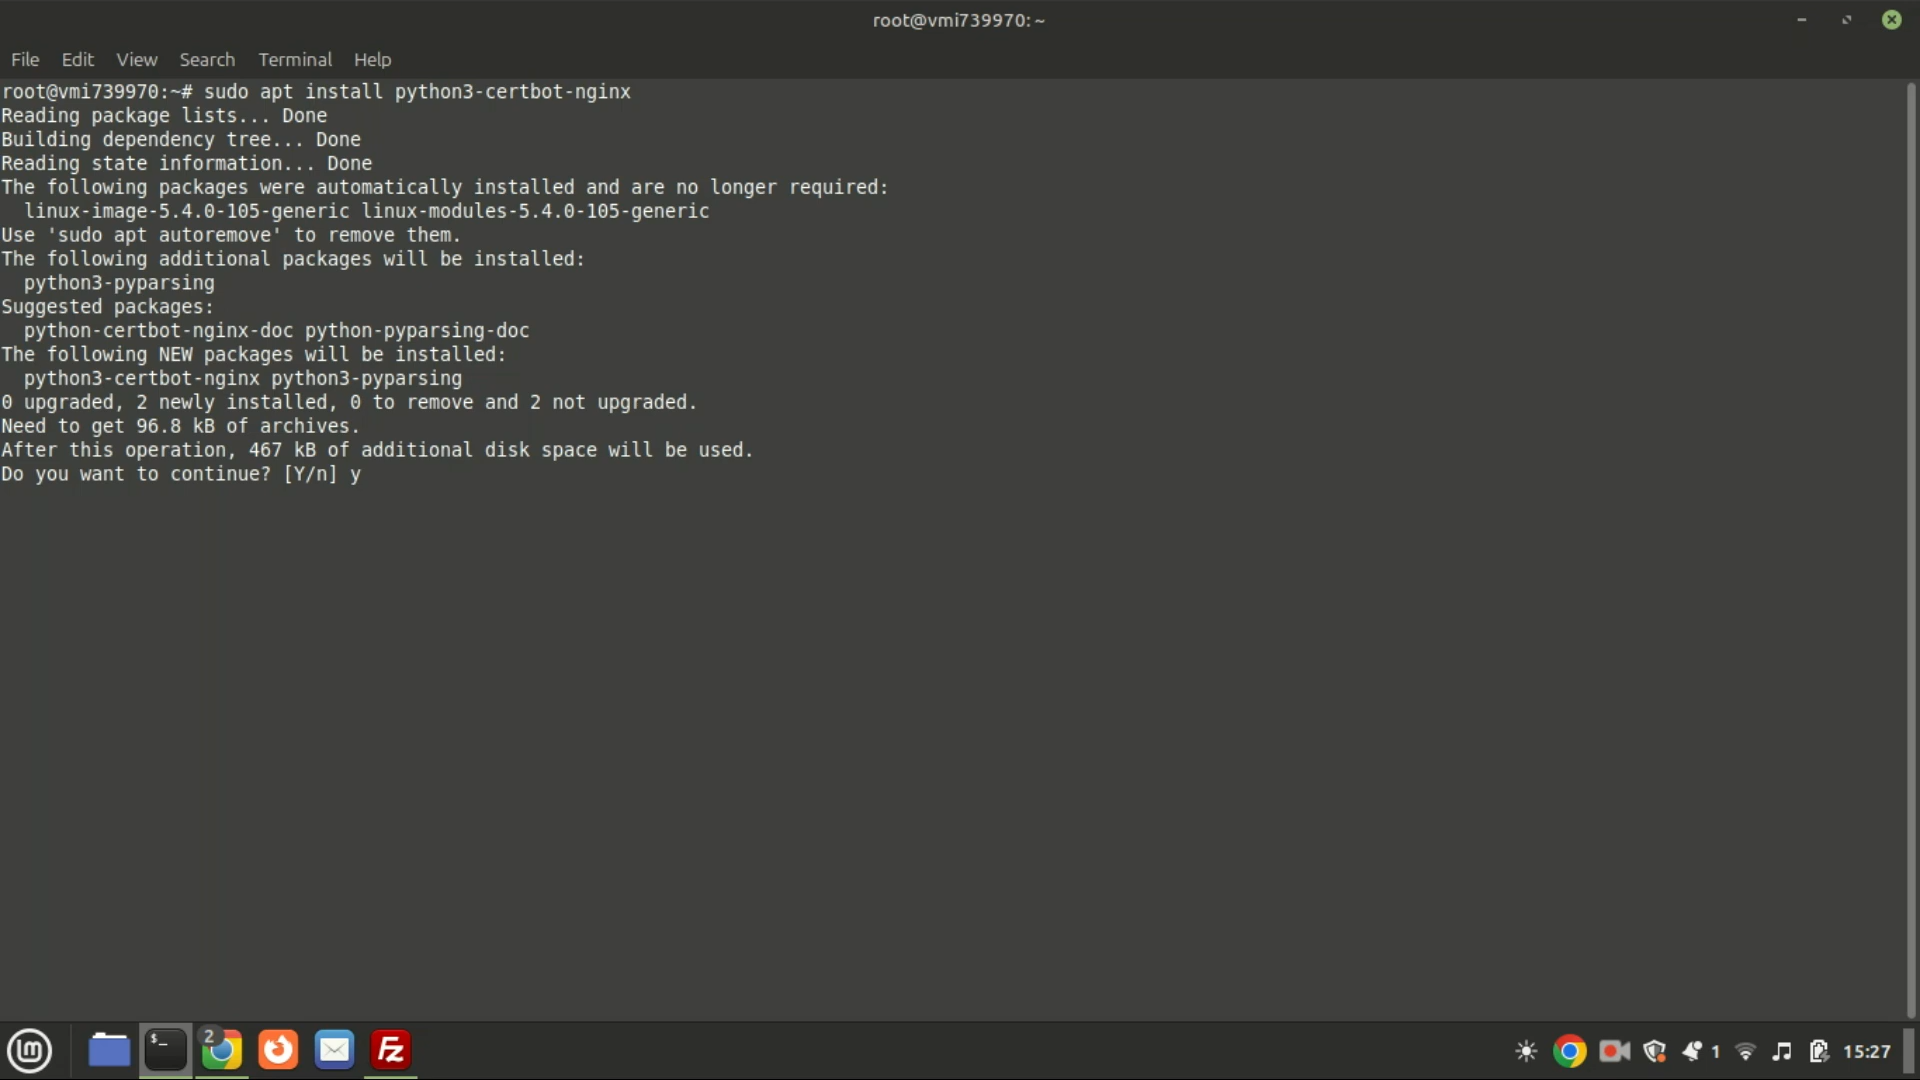 root@vmi739970: ~
File Edit View Search Terminal Help
root@vmi739970:~# sudo apt install python3-certbot-nginx
Reading package lists... Done
Building dependency tree... Done
Reading state information... Done
The following packages were automatically installed and are no longer required:
linux-image-5.4.0-105-generic linux-modules-5.4.0-105-generic
Use 'sudo apt autoremove' to remove them.
The following additional packages will be installed:
python3-pyparsing
Suggested packages:
python-certbot-nginx-doc python-pyparsing-doc
The following NEW packages will be installed:
python3-certbot-nginx python3-pyparsing
0 upgraded, 2 newly installed, 0 to remove and 2 not upgraded.
Need to get 96.8 kB of archives.
After this operation, 467 kB of additional disk space will be used.
Do you want to continue? [Y/n] y
lm $_ 2 Fz 1 15:27